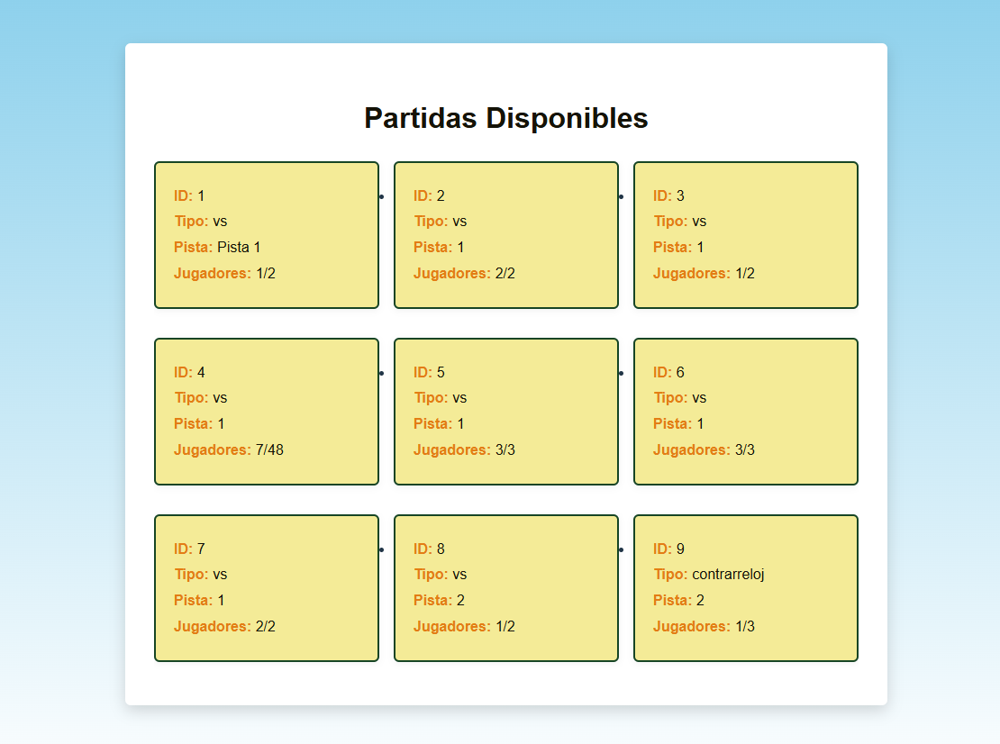 Partidas Disponibles
ID: 1
Tipo: vs
Pista: Pista 1
Jugadores: 1/2
ID: 2
Tipo: vs
Pista: 1
Jugadores: 2/2
ID: 3
Tipo: vs
Pista: 1
Jugadores: 1/2
ID: 4
Tipo: vs
Pista: 1
Jugadores: 7/48
ID: 5
Tipo: vs
Pista: 1
Jugadores: 3/3
ID: 6
Tipo: vs
Pista: 1
Jugadores: 3/3
ID: 7
Tipo: vs
Pista: 1
Jugadores: 2/2
ID: 8
Tipo: vs
Pista: 2
Jugadores: 1/2
ID: 9
Tipo: contrarreloj
Pista: 2
Jugadores: 1/3